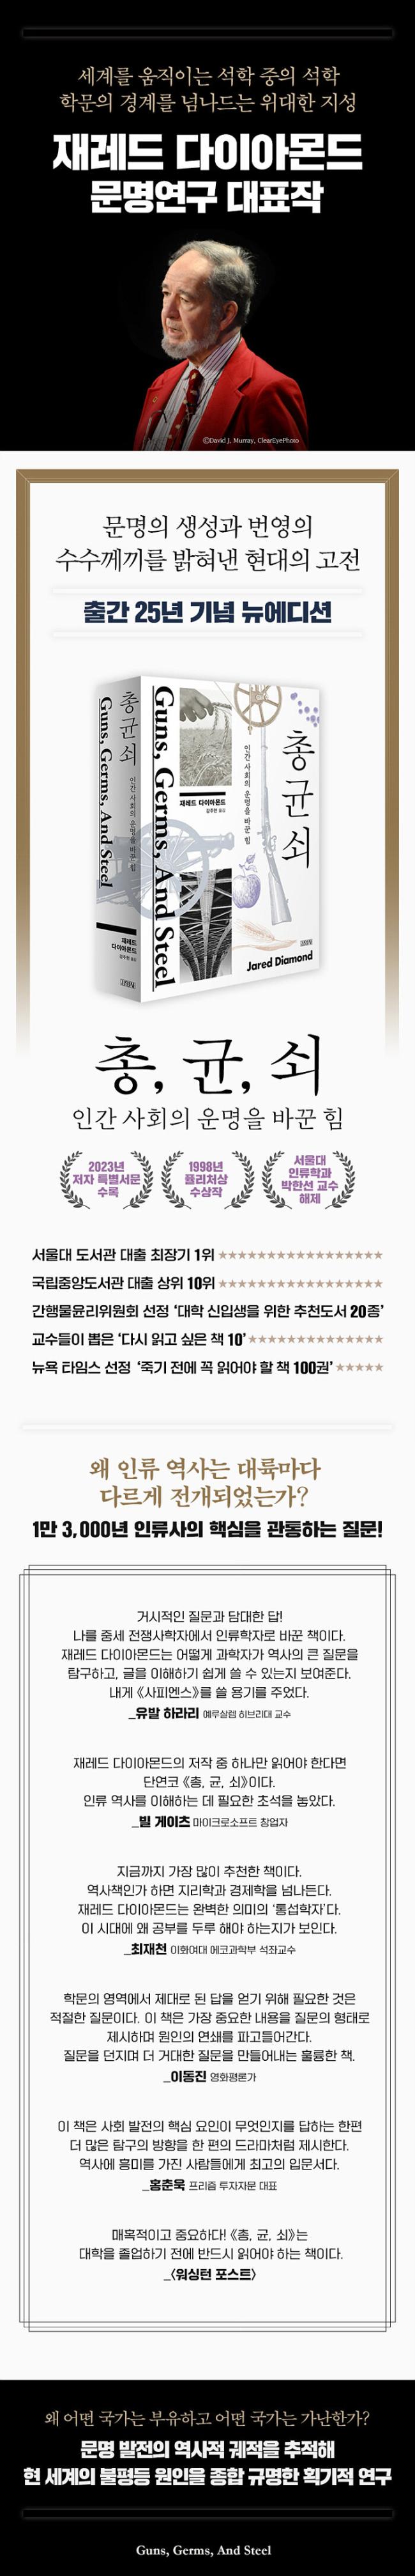 세계를 움직이는 석학 중의 석학
학문의 경계를 넘나드는 위대한 지성
재레드 다이아몬드
문명연구 대표작
©David J. Murray, ClearEyePhoto
문명의 생성과 번영의
수수께끼를 밝혀낸 현대의 고전
출간 25년 기념 뉴에디션
Guns, Germs, And Steel
총 균 쇠
인간 사회의 운명을 바꾼 힘
재레드
다이아몬드
김주헌 옮김
김영사
Guns, Germs, And Steel
재레드 다이아몬드
김주헌 옮김
인간 사회의 운명을 바꾼 힘
총 균 쇠
김영사
Jared Diamond
총, 균, 쇠
인간 사회의 운명을 바꾼 힘
2023년
저자 특별서문
수록
1998년
퓰리처상
수상작
서울대
인류학과
박한선 교수
해제
서울대 도서관 대출 최장기 1위 ★★★★★★★★★★★★★★★★★
국립중앙도서관 대출 상위 10위 ★★★★★★★★★★★★★★★★★
간행물윤리위원회 선정 ‘대학 신입생을 위한 추천도서 20종’
교수들이 뽑은 ‘다시 읽고 싶은 책 10’ ★★★★★★★★★★★★★★
뉴욕 타임스 선정 ‘죽기 전에 꼭 읽어야 할 책 100권’ ★★★★★
왜 인류 역사는 대륙마다
다르게 전개되었는가?
1만 3,000년 인류사의 핵심을 관통하는 질문!
거시적인 질문과 담대한 답!
나를 중세 전쟁사학자에서 인류학자로 바꾼 책이다.
재레드 다이아몬드는 어떻게 과학자가 역사의 큰 질문을
탐구하고, 글을 이해하기 쉽게 쓸 수 있는지 보여준다.
내게 《사피엔스》를 쓸 용기를 주었다.
_유발 하라리 예루살렘 히브리대 교수
재레드 다이아몬드의 저작 중 하나만 읽어야 한다면
단연코 《총, 균, 쇠》이다.
인류 역사를 이해하는 데 필요한 초석을 놓았다.
_빌 게이츠 마이크로소프트 창업자
지금까지 가장 많이 추천한 책이다.
역사책인가 하면 지리학과 경제학을 넘나든다.
재레드 다이아몬드는 완벽한 의미의 ‘통섭학자’다.
이 시대에 왜 공부를 두루 해야 하는지가 보인다.
_최재천 이화여대 에코과학부 석좌교수
학문의 영역에서 제대로 된 답을 얻기 위해 필요한 것은
적절한 질문이다. 이 책은 가장 중요한 내용을 질문의 형태로
제시하며 원인의 연쇄를 파고들어간다.
질문을 던지며 더 거대한 질문을 만들어내는 훌륭한 책.
_이동진 영화평론가
이 책은 사회 발전의 핵심 요인이 무엇인지를 답하는 한편
더 많은 탐구의 방향을 한 편의 드라마처럼 제시한다.
역사에 흥미를 가진 사람들에게 최고의 입문서다.
_홍춘욱 프리즘 투자자문 대표
매혹적이고 중요하다! 《총, 균, 쇠》는
대학을 졸업하기 전에 반드시 읽어야 하는 책이다.
_〈워싱턴 포스트〉
왜 어떤 국가는 부유하고 어떤 국가는 가난한가?
문명 발전의 역사적 궤적을 추적해
현 세계의 불평등 원인을 종합 규명한 획기적 연구
Guns, Germs, And Steel